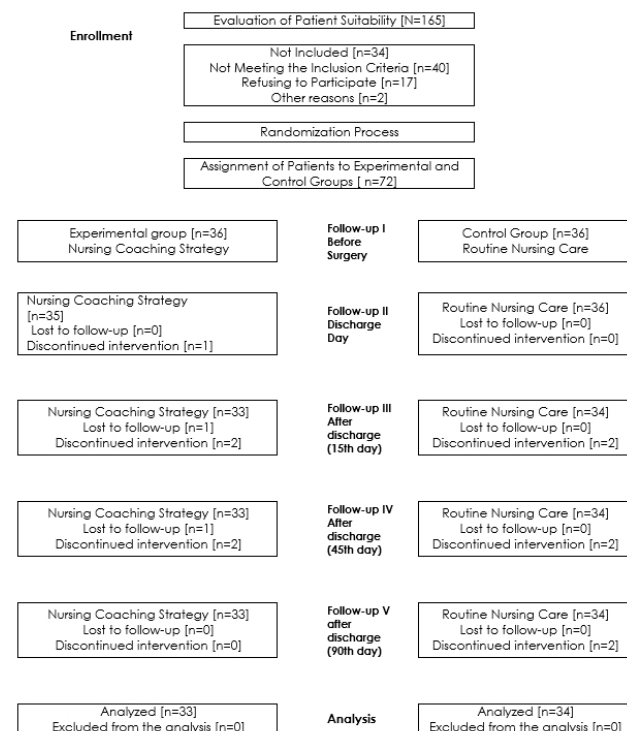 Enrollment
Evaluation of Patient Suitability [N=165]
Not Included [n=34]
Not Meeting the Inclusion Criteria [n=40]
Refusing to Participate [n=17]
Other reasons [n=2]
Randomization Process
Assignment of Patients to Experimental and
Control Groups [ n=72]
Experimental group [n=36]
Nursing Coaching Strategy
Follow-up I
Before
Surgery
Control Group [n=36]
Routine Nursing Care
Nursing Coaching Strategy
[n=35]
Lost to follow-up [n=0]
Discontinued intervention [n=1]
Follow-up II
Discharge
Day
Routine Nursing Care [n=36]
Lost to follow-up [n=0]
Discontinued intervention [n=0]
Nursing Coaching Strategy [n=33]
Lost to follow-up [n=1]
Discontinued intervention [n=2]
Follow-up III
After
discharge
(15th day)
Routine Nursing Care [n=34]
Lost to follow-up [n=0]
Discontinued intervention [n=2]
Nursing Coaching Strategy [n=33]
Lost to follow-up [n=1]
Discontinued intervention [n=2]
Follow-up IV
After
discharge
(45th day)
Routine Nursing Care [n=34]
Lost to follow-up [n=0]
Discontinued intervention [n=2]
Nursing Coaching Strategy [n=33]
Lost to follow-up [n=0]
Discontinued intervention [n=0]
Follow-up V
after
discharge
(90th day)
Routine Nursing Care [n=34]
Lost to follow-up [n=0]
Discontinued intervention [n=2]
Analyzed [n=33]
Excluded from the analysis [n=0]
Analysis
Analyzed [n=34]
Excluded from the analysis [n=0]